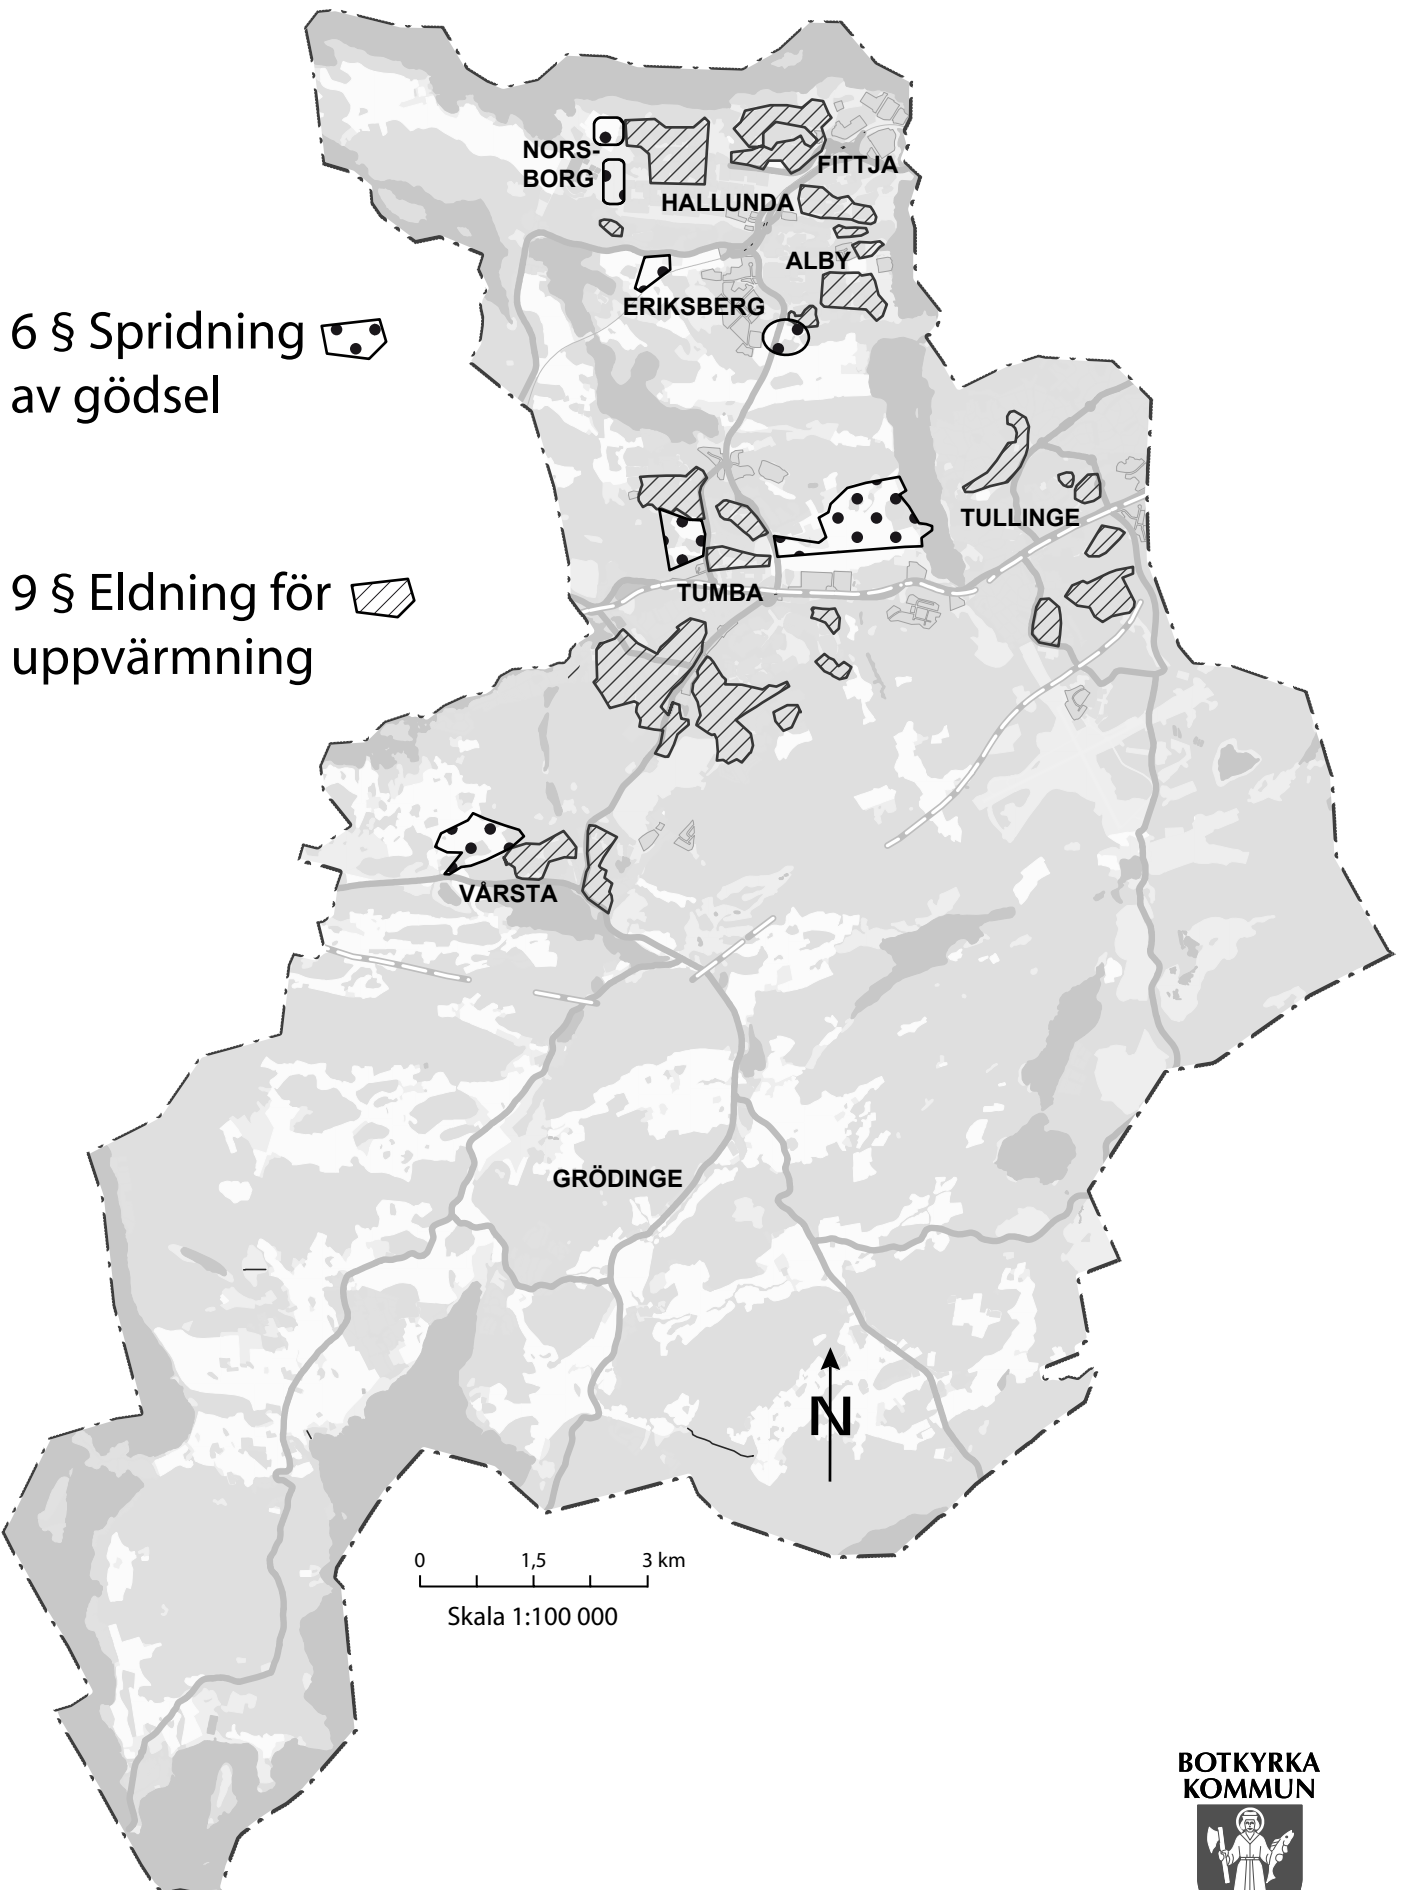 NORS-
BORG
FITTJA
HALLUNDA
ALBY
ERIKSBERG
6 § Spridning
av gödsel
TULLINGE
9 § Eldning för
uppvärmning
TUMBA
VÅRSTA
GRÖDINGE
N
0 1,5 3 km
Skala 1:100 000
BOTKYRKA
KOMMUN